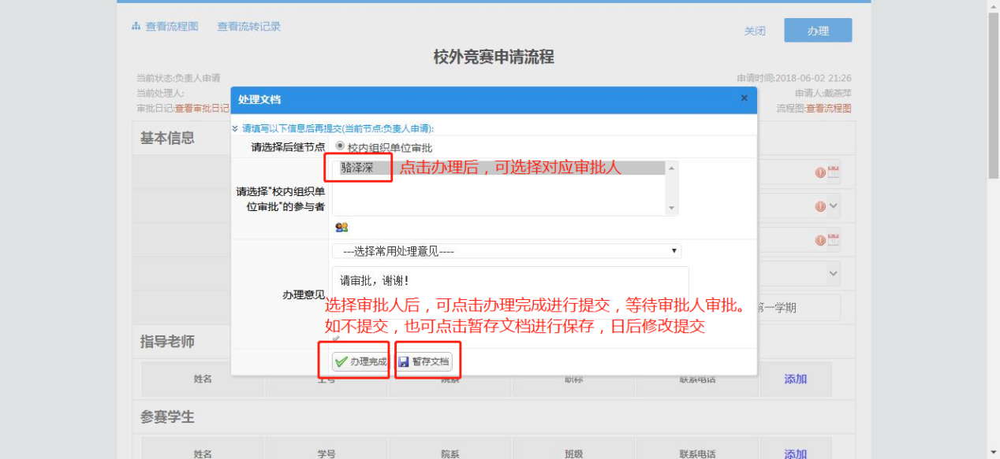 查看流程图 查看流转记录
关闭 办理
校外竞赛申请流程
当前状态:负责人申请
申请时间:2018-06-02 21:26
当前处理人:
申请人:戴燕萍
审批日记:查看审批日记
流程图:查看流程图
处理文档 ×
请填写以下信息后再提交(当前节点:负责人申请):
基本信息
请选择后继节点 校内组织单位审批
骆泽深 点击办理后，可选择对应审批人
请选择"校内组织单
位审批"的参与者
---选择常用处理意见----
请审批，谢谢!
办理意见
选择审批人后，可点击办理完成进行提交，等待审批人审批。
第一学期
如不提交，也可点击暂存文档进行保存，日后修改提交
指导老师
办理完成 暂存文档
姓名 工号 院系 职称 联系电话 添加
参赛学生
姓名 学号 院系 班级 联系电话 添加